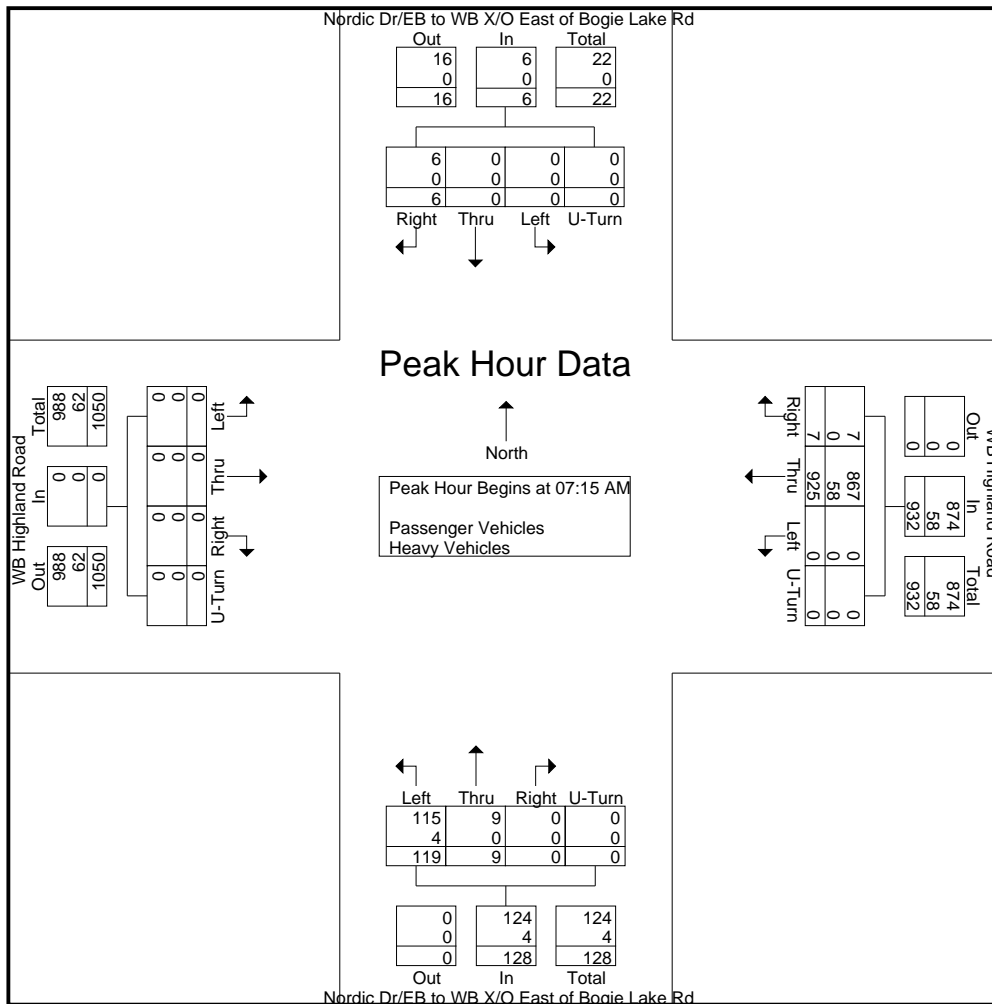 Nordic Dr/EB to WB X/O East of Bogie Lake Rd
Out In Total
16 6 22
0 0 0
16 6 22
6 0 0 0
0 0 0 0
6 0 0 0
Right Thru Left U-Turn
WB Highland Road
Total In Out
988 0 988
62 0 62
1050 0 1050
0 0 0 0
0 0 0 0
0 0 0 0
Left Thru Right U-Turn
Peak Hour Data
North
Peak Hour Begins at 07:15 AM
Passenger Vehicles
Heavy Vehicles
Right Thru Left U-Turn
7 867 0 0
0 58 0 0
7 925 0 0
Out In Total
0 874 874
0 58 58
0 932 932
WB Highland Road
Left Thru Right U-Turn
115 9 0 0
4 0 0 0
119 9 0 0
0 124 124
0 4 4
0 128 128
Out In Total
Nordic Dr/EB to WB X/O East of Bogie Lake Rd